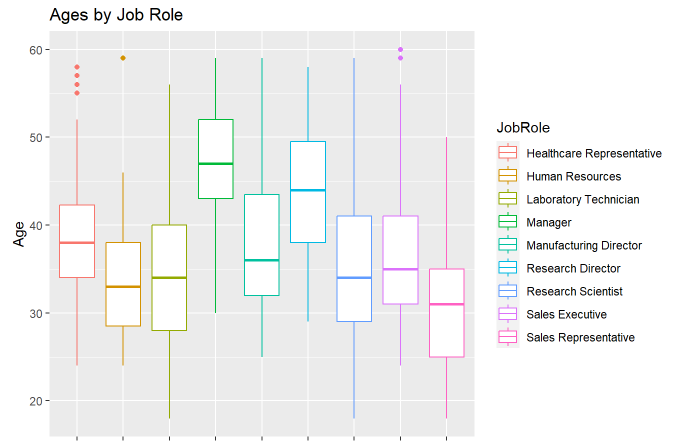 Ages by Job Role
60
50
40
30
20
Age
JobRole
Healthcare Representative
Human Resources
Laboratory Technician
Manager
Manufacturing Director
Research Director
Research Scientist
Sales Executive
Sales Representative